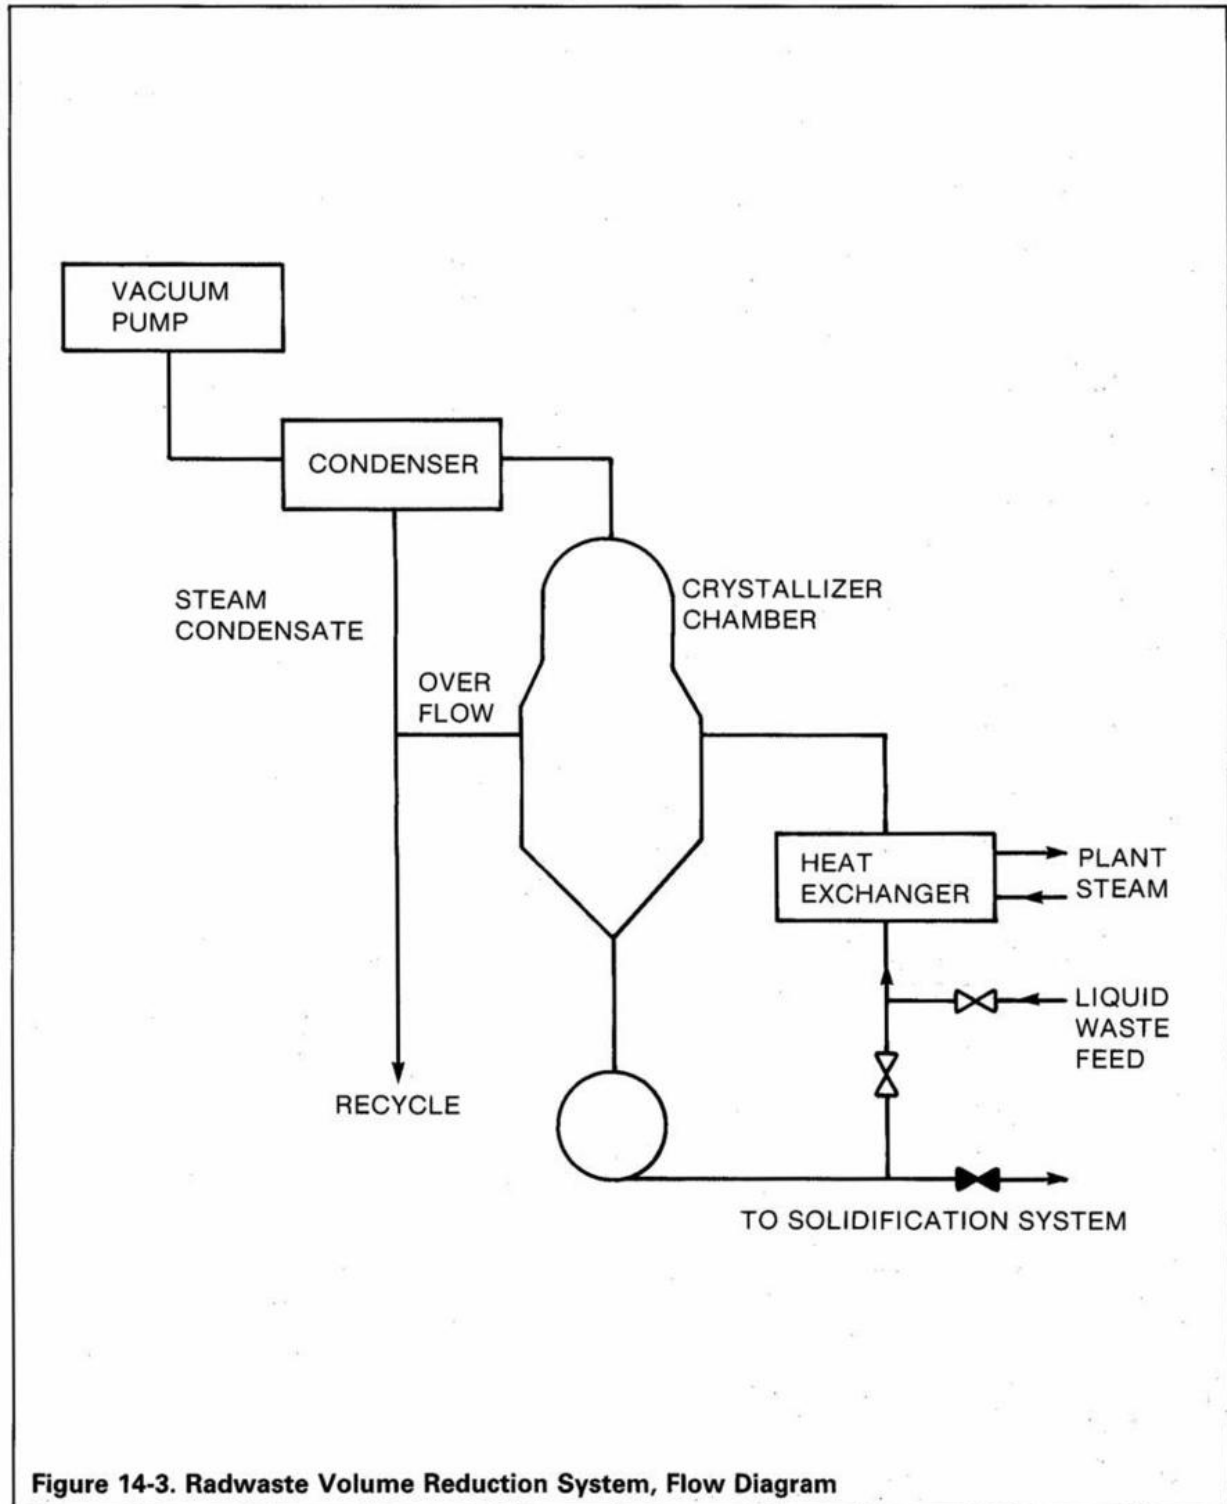 VACUUM
PUMP
CONDENSER
STEAM
CONDENSATE
CRYSTALLIZER
CHAMBER
OVER
FLOW
HEAT
EXCHANGER
PLANT
STEAM
LIQUID
WASTE
FEED
RECYCLE
TO SOLIDIFICATION SYSTEM
Figure 14-3. Radwaste Volume Reduction System, Flow Diagram